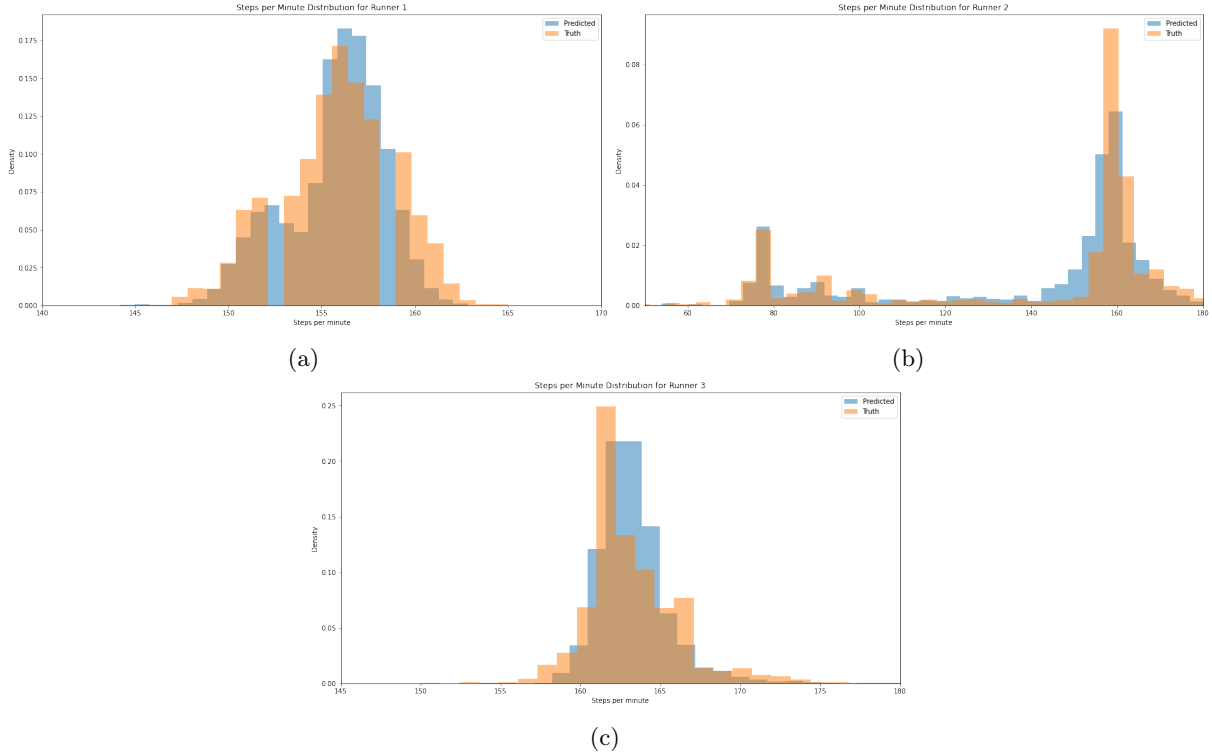 Steps per Minute Distribution for Runner 1
Predicted
Truth
Density
0.175
0.150
0.125
0.100
0.075
0.050
0.025
0.000
140
145
150
155
160
165
170
Steps per minute
(a)
Steps per Minute Distribution for Runner 2
Predicted
Truth
Density
0.08
0.06
0.04
0.02
0.00
60
80
100
120
140
160
180
Steps per minute
(b)
Steps per Minute Distribution for Runner 3
Predicted
Truth
Density
0.25
0.20
0.15
0.10
0.05
0.00
145
150
155
160
165
170
175
180
Steps per minute
(c)